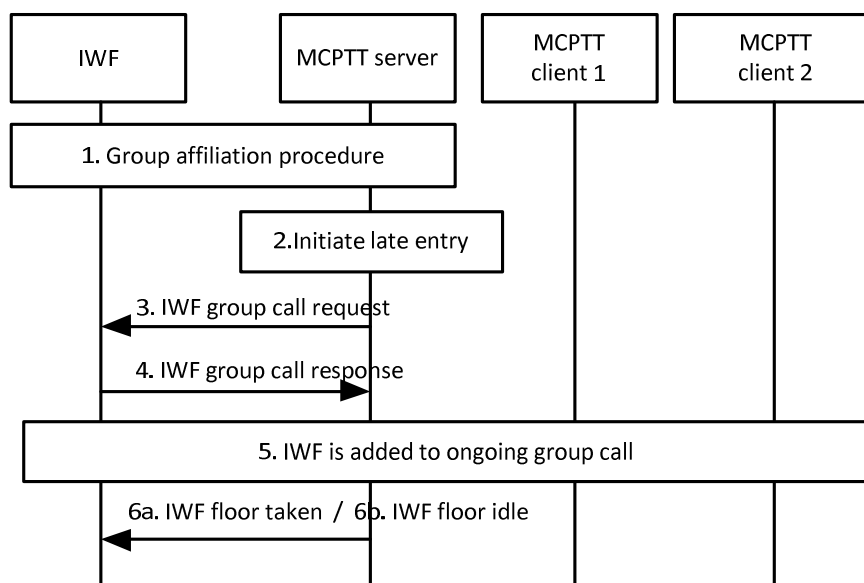 IWF
MCPTT server
MCPTT
client 1
MCPTT
client 2
1. Group affiliation procedure
2.Initiate late entry
3. IWF group call request
4. IWF group call response
5. IWF is added to ongoing group call
6a. IWF floor taken / 6b. IWF floor idle